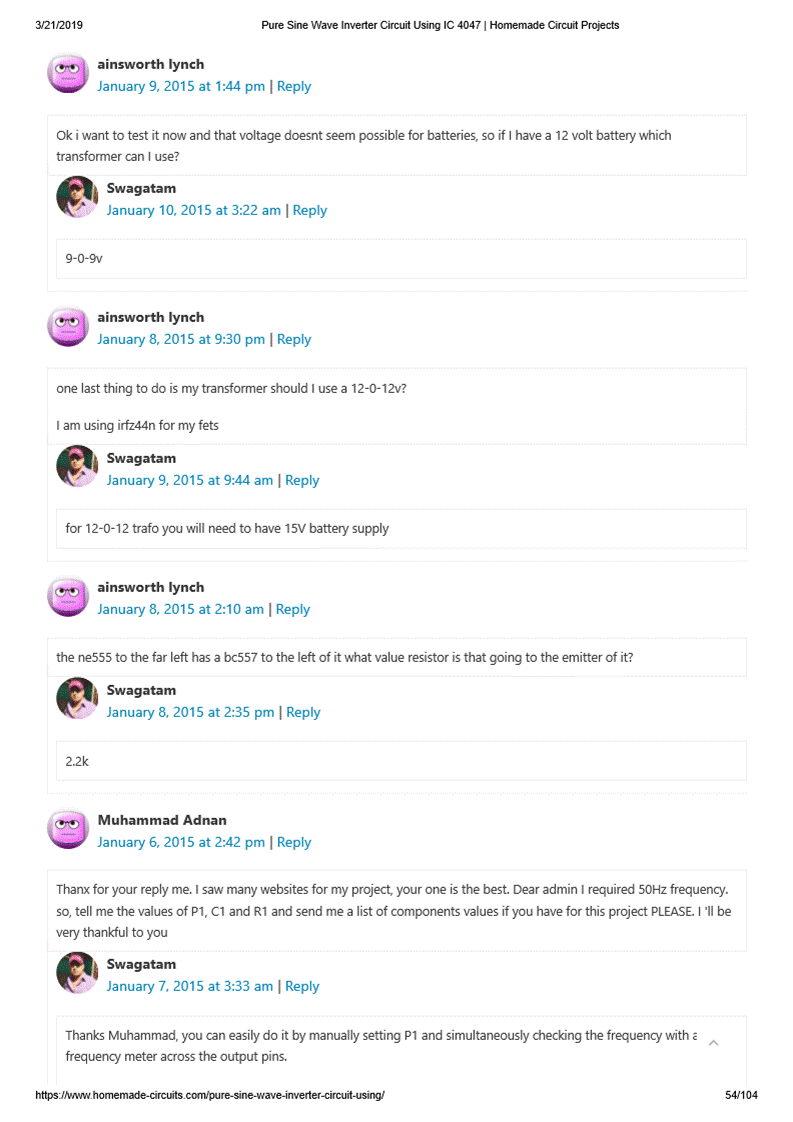 3/21/2019 Pure Sine Wave Inverter Circuit Using IC 4047 | Homemade Circuit Projects
ainsworth lynch
January 9, 2015 at 1:44 pm | Reply
Ok i want to test it now and that voltage doesnt seem possible for batteries, so if I have a 12 volt battery which
transformer can I use?
Swagatam
January 10, 2015 at 3:22 am | Reply
9-0-9v
ainsworth lynch
January 8, 2015 at 9:30 pm | Reply
one last thing to do is my transformer should I use a 12-0-12v?
I am using irfz44n for my fets
Swagatam
January 9, 2015 at 9:44 am | Reply
for 12-0-12 trafo you will need to have 15V battery supply
ainsworth lynch
January 8, 2015 at 2:10 am | Reply
the ne555 to the far left has a bc557 to the left of it what value resistor is that going to the emitter of it?
Swagatam
January 8, 2015 at 2:35 pm | Reply
2.2k
Muhammad Adnan
January 6, 2015 at 2:42 pm | Reply
Thanx for your reply me. I saw many websites for my project, your one is the best. Dear admin I required 50Hz frequency.
so, tell me the values of P1, C1 and R1 and send me a list of components values if you have for this project PLEASE. I 'll be
very thankful to you
Swagatam
January 7, 2015 at 3:33 am | Reply
Thanks Muhammad, you can easily do it by manually setting P1 and simultaneously checking the frequency with a
frequency meter across the output pins.
https://www.homemade-circuits.com/pure-sine-wave-inverter-circuit-using/ 54/104